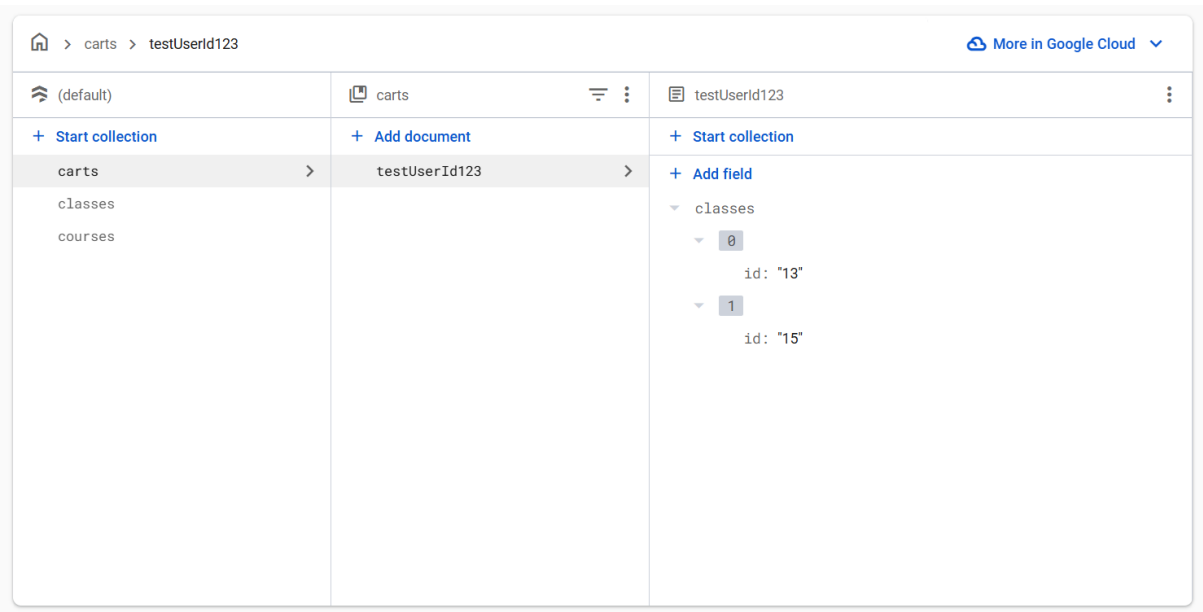 carts > testUserId123
More in Google Cloud
(default)
carts
testUserId123
+ Start collection
+ Add document
+ Start collection
carts
testUserId123
+ Add field
classes
classes
courses
0
id: "13"
1
id: "15"